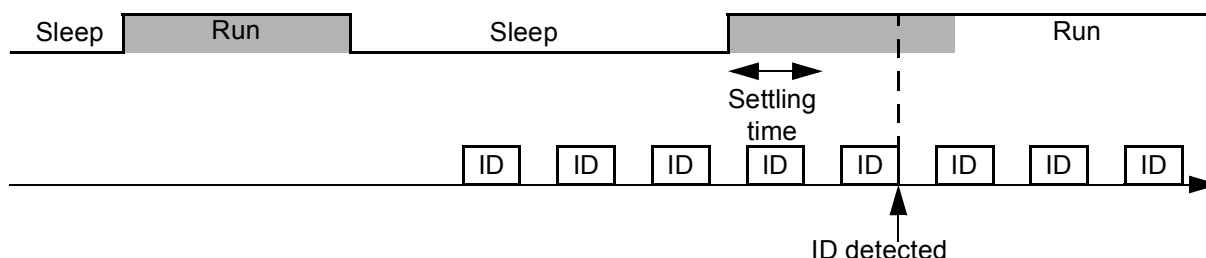 Sleep Run Sleep Run
Settling
time
ID ID ID ID ID ID ID ID
ID detected